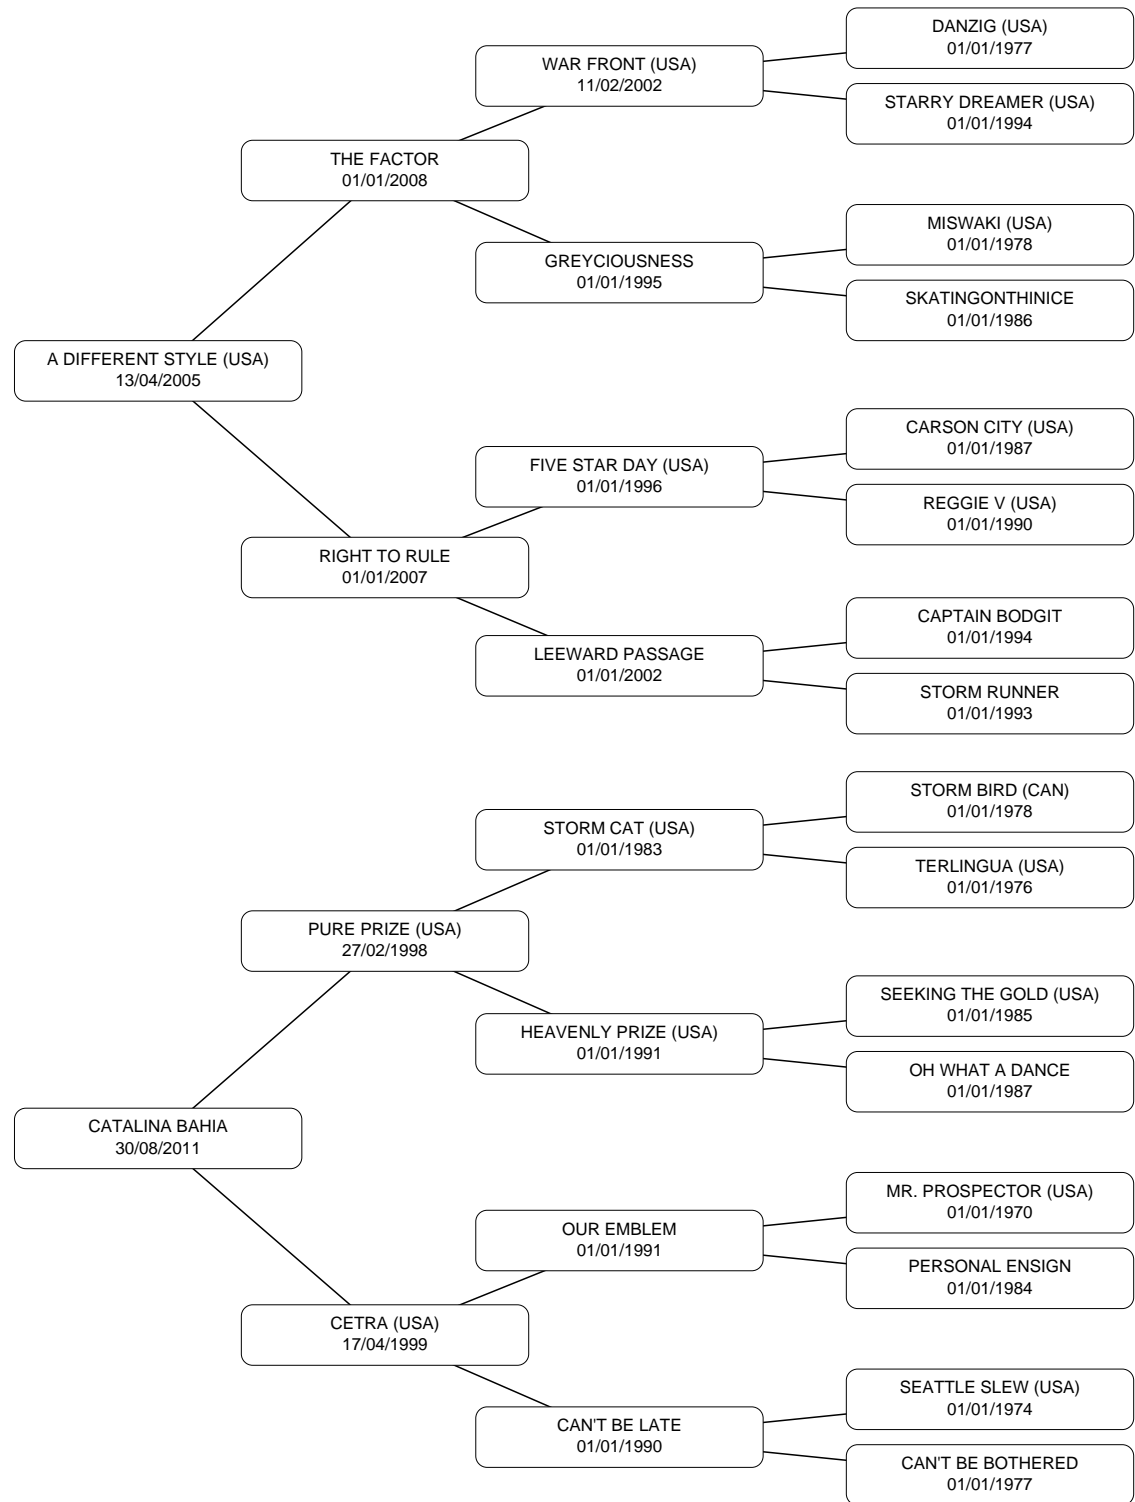 DANZIG (USA)
01/01/1977
WAR FRONT (USA)
11/02/2002
STARRY DREAMER (USA)
01/01/1994
THE FACTOR
01/01/2008
MISWAKI (USA)
01/01/1978
GREYCIOUSNESS
01/01/1995
SKATINGONTHINICE
01/01/1986
A DIFFERENT STYLE (USA)
13/04/2005
CARSON CITY (USA)
01/01/1987
FIVE STAR DAY (USA)
01/01/1996
REGGIE V (USA)
01/01/1990
RIGHT TO RULE
01/01/2007
CAPTAIN BODGIT
01/01/1994
LEEWARD PASSAGE
01/01/2002
STORM RUNNER
01/01/1993
STORM BIRD (CAN)
01/01/1978
STORM CAT (USA)
01/01/1983
TERLINGUA (USA)
01/01/1976
PURE PRIZE (USA)
27/02/1998
SEEKING THE GOLD (USA)
01/01/1985
HEAVENLY PRIZE (USA)
01/01/1991
OH WHAT A DANCE
01/01/1987
CATALINA BAHIA
30/08/2011
MR. PROSPECTOR (USA)
01/01/1970
OUR EMBLEM
01/01/1991
PERSONAL ENSIGN
01/01/1984
CETRA (USA)
17/04/1999
SEATTLE SLEW (USA)
01/01/1974
CAN'T BE LATE
01/01/1990
CAN'T BE BOTHERED
01/01/1977